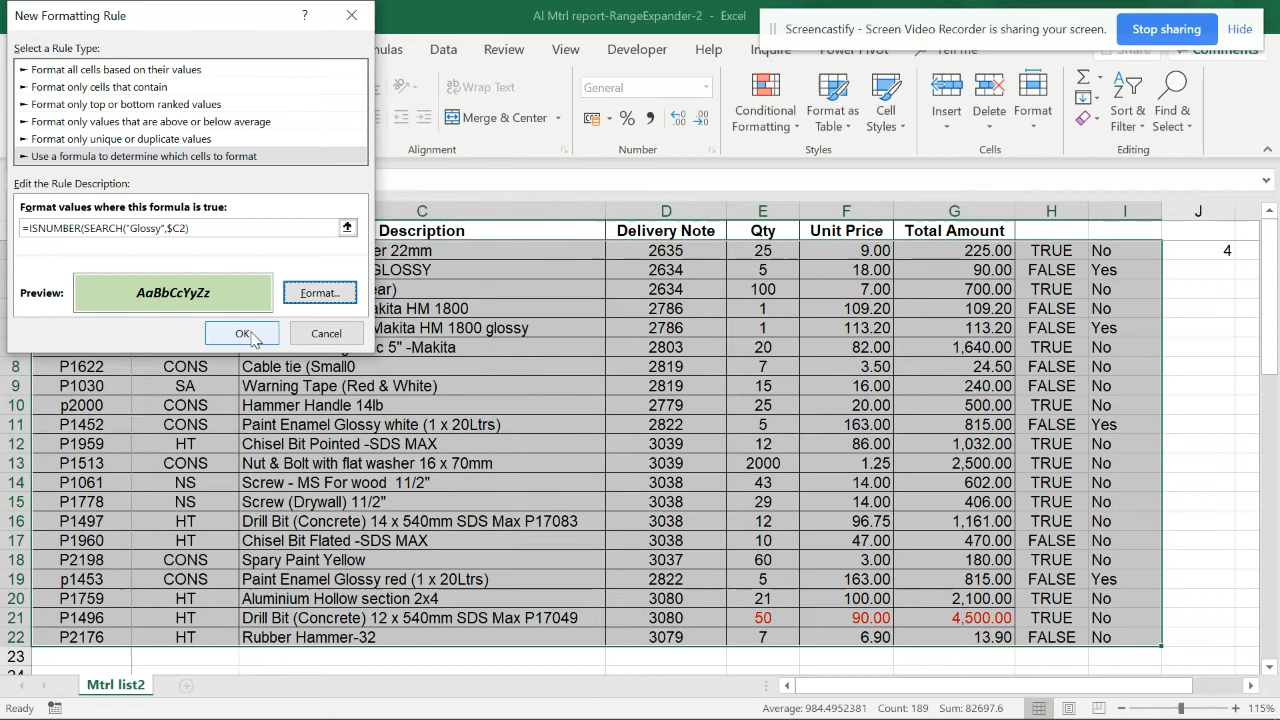 New Formatting Rule ?
AI Mtrl report-RangeExpander-2 - Excel
Screencastify - Screen Video Recorder is sharing your screen. Stop sharing Hide
Select a Rule Type:
► Format all cells based on their values
► Format only cells that contain
► Format only top or bottom ranked values
► Format only values that are above or below average
► Format only unique or duplicate values
► Use a formula to determine which cells to format
Edit the Rule Description:
Format values where this formula is true:
=ISNUMBER(SEARCH("Glossy",$C2)
Preview: AaBbCcYyZz Format...
OK Cancel
Data Review View Developer Help
Comments
Wrap Text General Conditional Formatting Format as Table Cell Styles Insert Delete Format Sort & Filter Find & Select
Merge & Center
Alignment Number Styles Cells Editing
C D E F G H I J
Description Delivery Note Qty Unit Price Total Amount
er 22mm 2635 25 9.00 225.00 TRUE No 4
GLOSSY 2634 5 18.00 90.00 FALSE Yes
ear) 2634 100 7.00 700.00 TRUE No
akita HM 1800 2786 1 109.20 109.20 FALSE No
Makita HM 1800 glossy 2786 1 113.20 113.20 FALSE Yes
c 5" -Makita 2803 20 82.00 1,640.00 TRUE No
8 P1622 CONS Cable tie (Small0 2819 7 3.50 24.50 FALSE No
9 P1030 SA Warning Tape (Red & White) 2819 15 16.00 240.00 TRUE No
10 p2000 CONS Hammer Handle 14lb 2779 25 20.00 500.00 TRUE No
11 P1452 CONS Paint Enamel Glossy white (1 x 20Ltrs) 2822 5 163.00 815.00 FALSE Yes
12 P1959 HT Chisel Bit Pointed -SDS MAX 3039 12 86.00 1,032.00 TRUE No
13 P1513 CONS Nut & Bolt with flat washer 16 x 70mm 3039 2000 1.25 2,500.00 TRUE No
14 P1061 NS Screw - MS For wood 11/2" 3038 43 14.00 602.00 TRUE No
15 P1778 NS Screw (Drywall) 11/2" 3038 29 14.00 406.00 TRUE No
16 P1497 HT Drill Bit (Concrete) 14 x 540mm SDS Max P17083 3038 12 96.75 1,161.00 TRUE No
17 P1960 HT Chisel Bit Flated -SDS MAX 3038 10 47.00 470.00 FALSE No
18 P2198 CONS Spary Paint Yellow 3037 60 3.00 180.00 TRUE No
19 p1453 CONS Paint Enamel Glossy red (1 x 20Ltrs) 2822 5 163.00 815.00 FALSE Yes
20 P1759 HT Aluminium Hollow section 2x4 3080 21 100.00 2,100.00 TRUE No
21 P1496 HT Drill Bit (Concrete) 12 x 540mm SDS Max P17049 3080 50 90.00 4,500.00 TRUE No
22 P2176 HT Rubber Hammer-32 3079 7 6.90 13.90 FALSE No
23
Mtrl list2
Ready Average: 984.4952381 Count: 189 Sum: 82697.6 115%